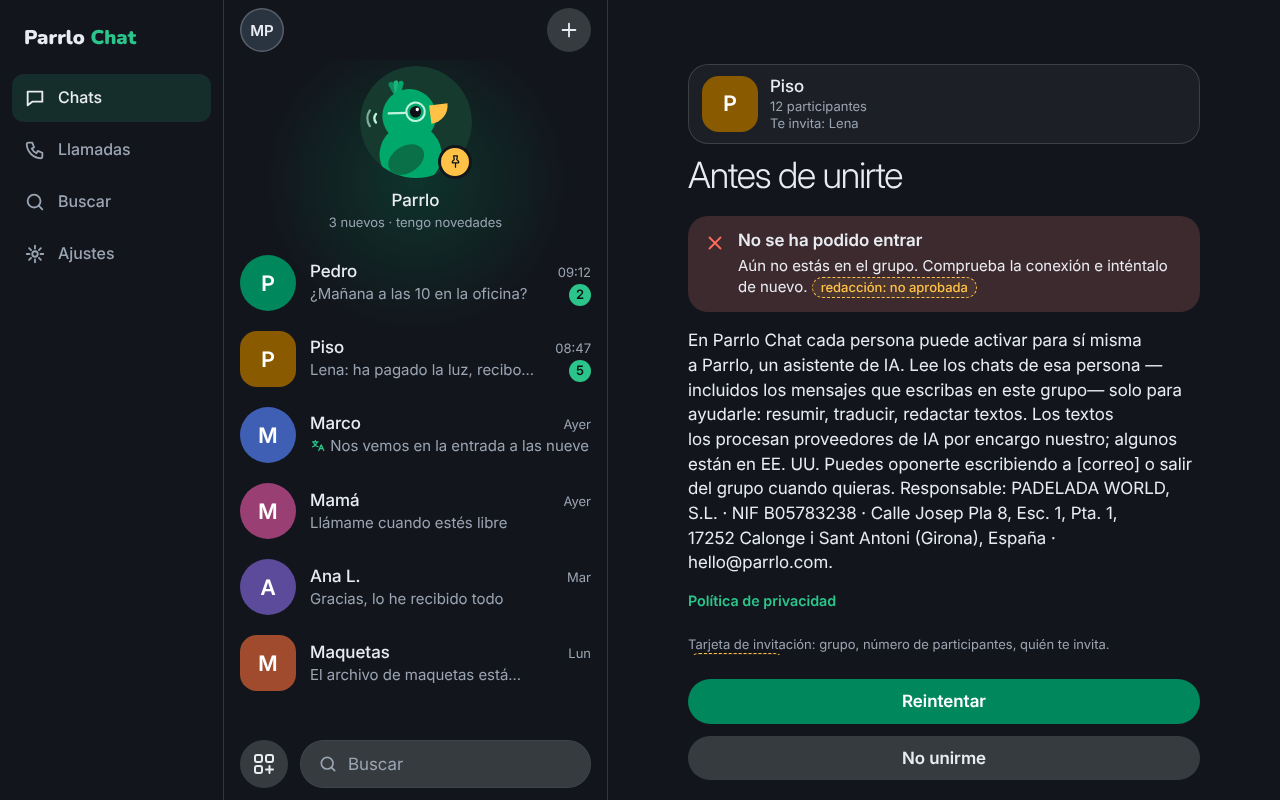 Parrlo Chat
Chats
Llamadas
Buscar
Ajustes
MP
Parrlo
3 nuevos · tengo novedades
P
Pedro
09:12
¿Mañana a las 10 en la oficina?
2
P
Piso
08:47
Lena: ha pagado la luz, recibo...
5
M
Marco
Ayer
Nos vemos en la entrada a las nueve
M
Mamá
Ayer
Llámame cuando estés libre
A
Ana L.
Mar
Gracias, lo he recibido todo
M
Maquetas
Lun
El archivo de maquetas está...
Buscar
P
Piso
12 participantes
Te invita: Lena
Antes de unirte
No se ha podido entrar
Aún no estás en el grupo. Comprueba la conexión e inténtalo
de nuevo. redacción: no aprobada
En Parrlo Chat cada persona puede activar para sí misma
a Parrlo, un asistente de IA. Lee los chats de esa persona —
incluidos los mensajes que escribas en este grupo— solo para
ayudarle: resumir, traducir, redactar textos. Los textos
los procesan proveedores de IA por encargo nuestro; algunos
están en EE. UU. Puedes oponerte escribiendo a [correo] o salir
del grupo cuando quieras. Responsable: PADELADA WORLD,
S.L. · NIF B05783238 · Calle Josep Pla 8, Esc. 1, Pta. 1,
17252 Calonge i Sant Antoni (Girona), España ·
hello@parrlo.com.
Política de privacidad
Tarjeta de invitación: grupo, número de participantes, quién te invita.
Reintentar
No unirme